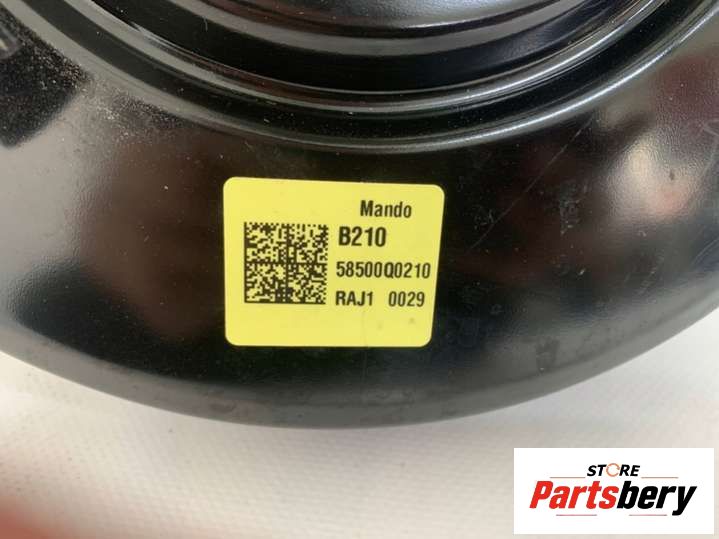 Mando
B210
58500Q0210
RAJ1 0029
STORE
Partsbery